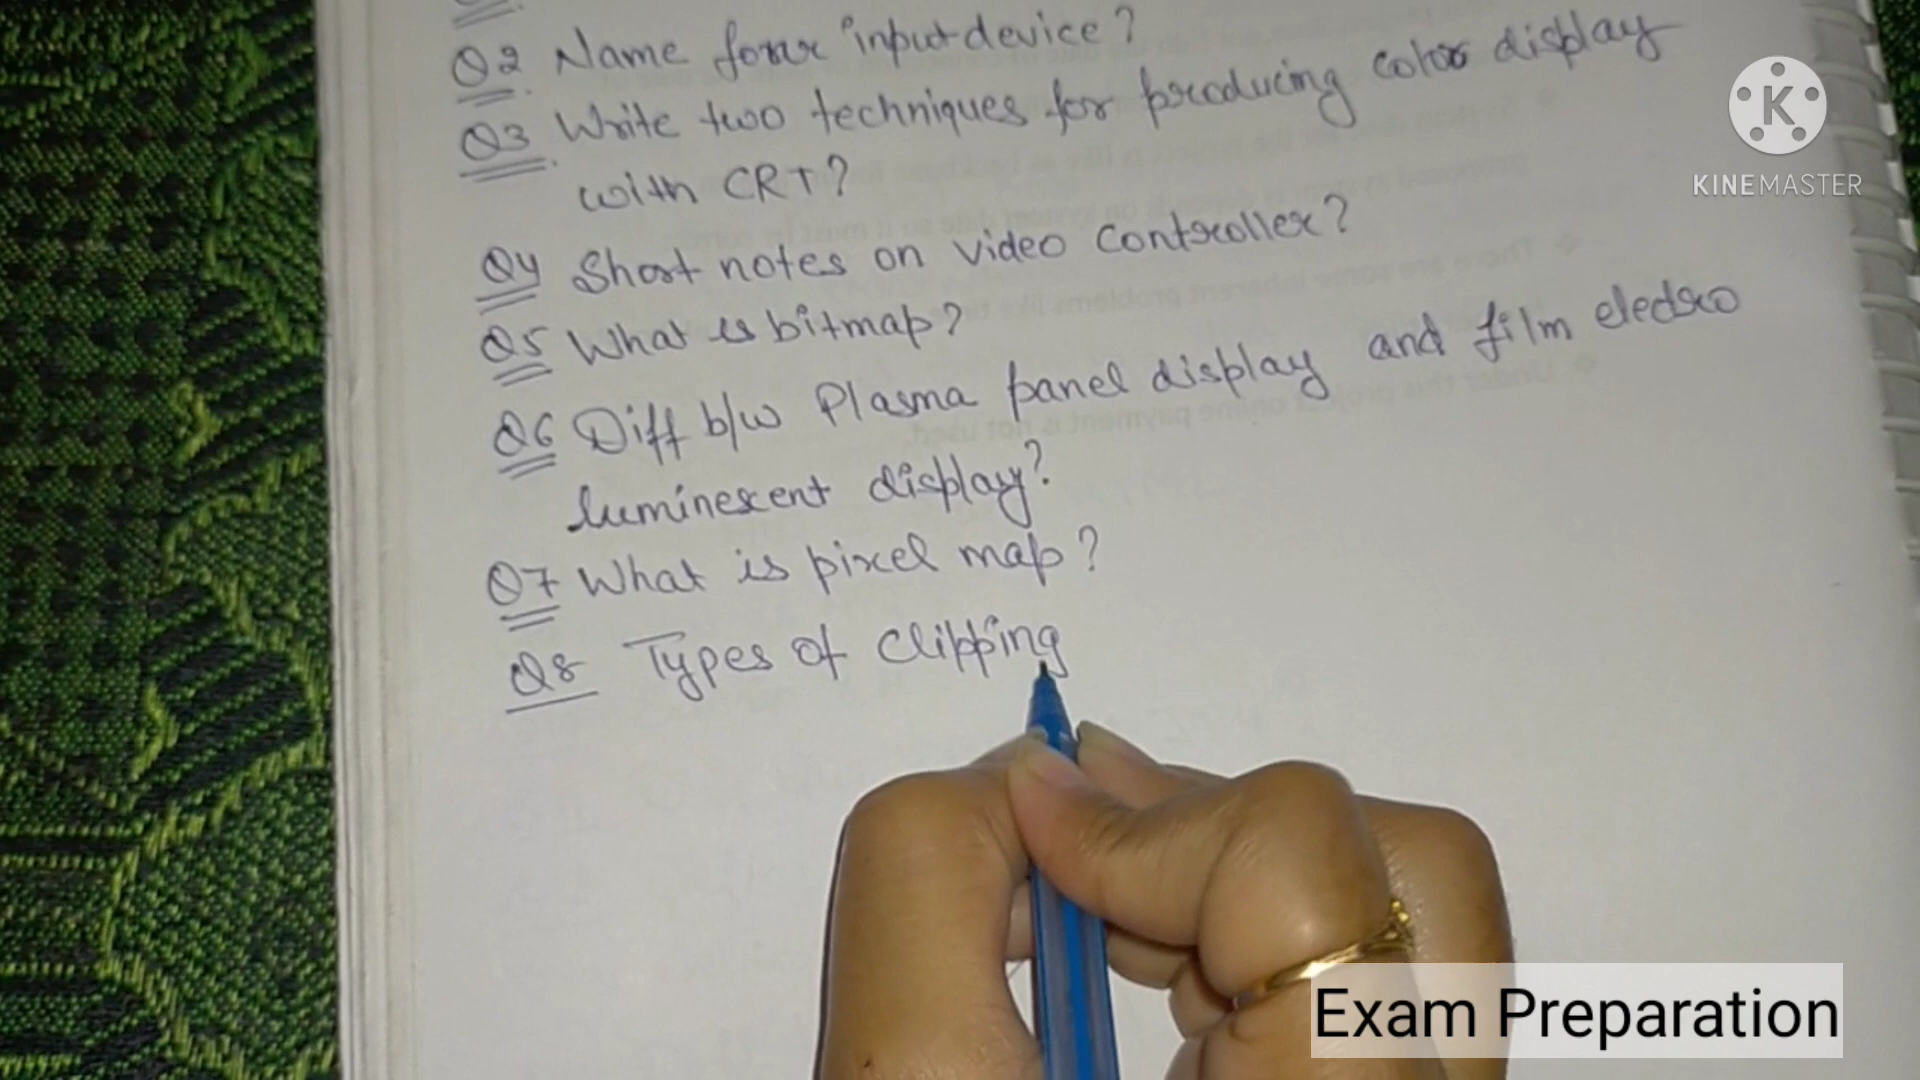 Q2 Name four input device?
Q3 Write two techniques for producing color display
with CRT?
Q4 Short notes on video controller?
Q5 What is bitmap?
Q6 Diff b/w Plasma panel display and film electro
luminescent display?
Q7 What is pixel map?
Q8 Types of Clipping
KINEMASTER
Exam Preparation